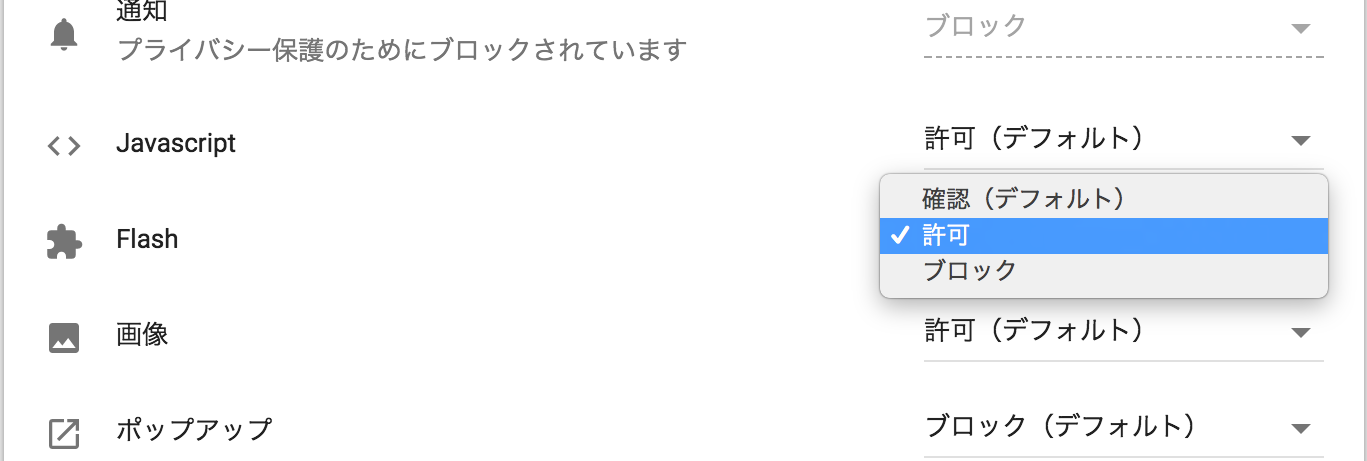 通知
ブロック
プライバシー保護のためにブロックされています
Javascript
許可（デフォルト）
確認（デフォルト）
Flash
許可
ブロック
画像
許可（デフォルト）
ポップアップ
ブロック（デフォルト）